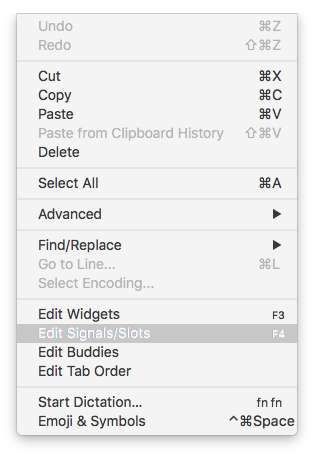 Undo ⌘Z
Redo ⇧⌘Z
Cut ⌘X
Copy ⌘C
Paste ⌘V
Paste from Clipboard History ⇧⌘V
Delete
Select All ⌘A
Advanced ▶
Find/Replace ▶
Go to Line... ⌘L
Select Encoding...
Edit Widgets F3
Edit Signals/Slots F4
Edit Buddies
Edit Tab Order
Start Dictation... fn fn
Emoji & Symbols ^⌘Space